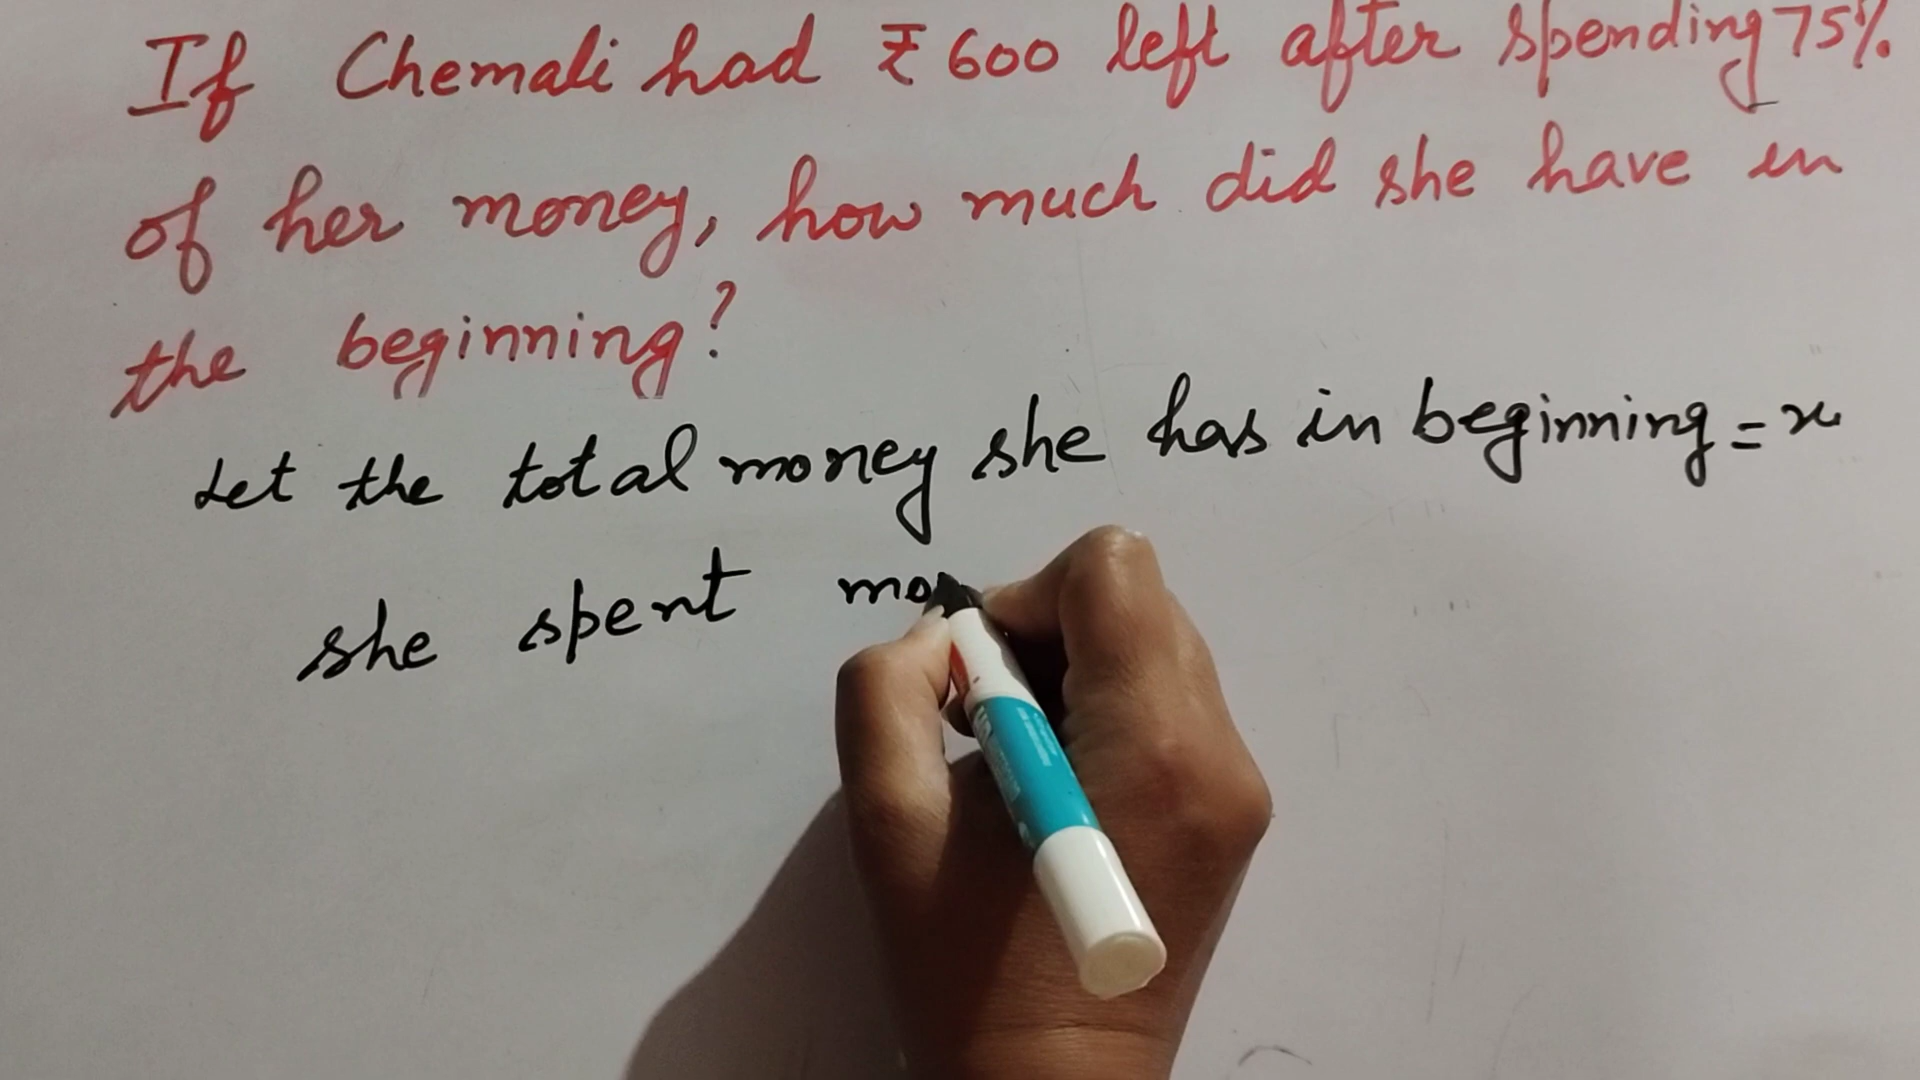 If Chemali had ₹ 600 left after spending 75%
of her money, how much did she have in
the beginning?
Let the total money she has in beginning = x
she spent mo